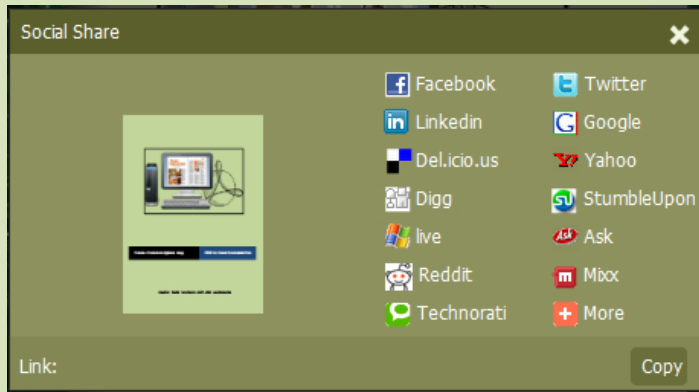 Social Share
Facebook
Twitter
Linkedin
Google
Del.icio.us
Yahoo
Digg
StumbleUpon
live
Ask
Reddit
Mixx
Technorati
More
Link:
Copy